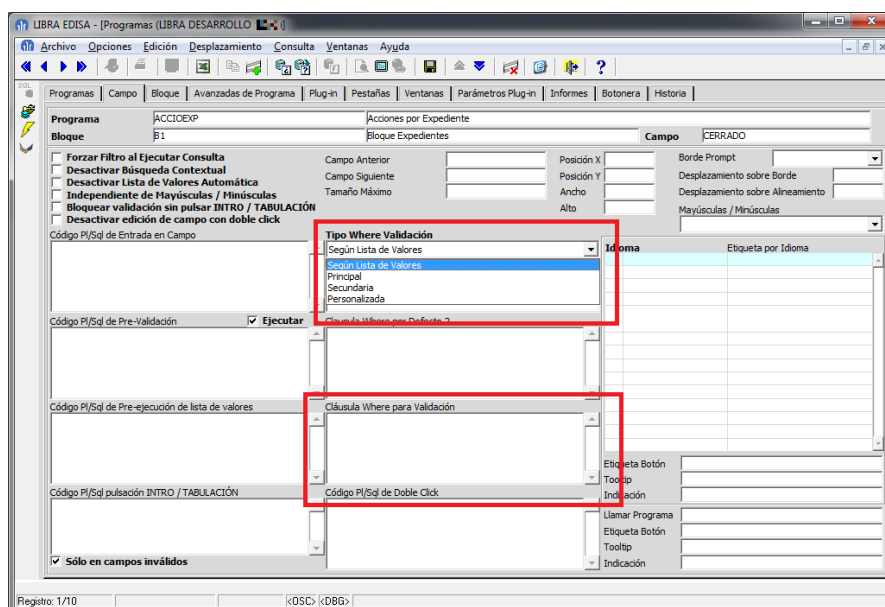 LIBRA EDISA - [Programas (LIBRA DESARROLLO
Archivo Opciones Edición Desplazamiento Consulta Ventanas Ayuda
SQL
Programas Campo Bloque Avanzadas de Programa Plug-in Pestañas Ventanas Parámetros Plug-in Informes Botonera Historia
Programa ACCIOEXP Acciones por Expediente
Bloque B1 Bloque Expedientes Campo CERRADO
Forzar Filtro al Ejecutar Consulta
Desactivar Búsqueda Contextual
Desactivar Lista de Valores Automática
Independiente de Mayúsculas / Minúsculas
Bloquear validación sin pulsar INTRO / TABULACIÓN
Desactivar edición de campo con doble click
Campo Anterior
Campo Siguiente
Tamaño Máximo
Posición X
Posición Y
Ancho
Alto
Borde Prompt
Desplazamiento sobre Borde
Desplazamiento sobre Alineamiento
Mayúsculas / Minúsculas
Código Pl/Sql de Entrada en Campo
Tipo Where Validación
Según Lista de Valores
Según Lista de Valores
Principal
Secundaria
Personalizada
Idioma Etiqueta por Idioma
Código Pl/Sql de Pre-Validación Ejecutar
Clausula Where por Defecto 2
Código Pl/Sql de Pre-ejecución de lista de valores
Cláusula Where para Validación
Código Pl/Sql pulsación INTRO / TABULACIÓN
Código Pl/Sql de Doble Click
Etiqueta Botón
Tooltip
Indicación
Llamar Programa
Etiqueta Botón
Tooltip
Indicación
Sólo en campos inválidos
Registro: 1/10 <OSC> <DBG>